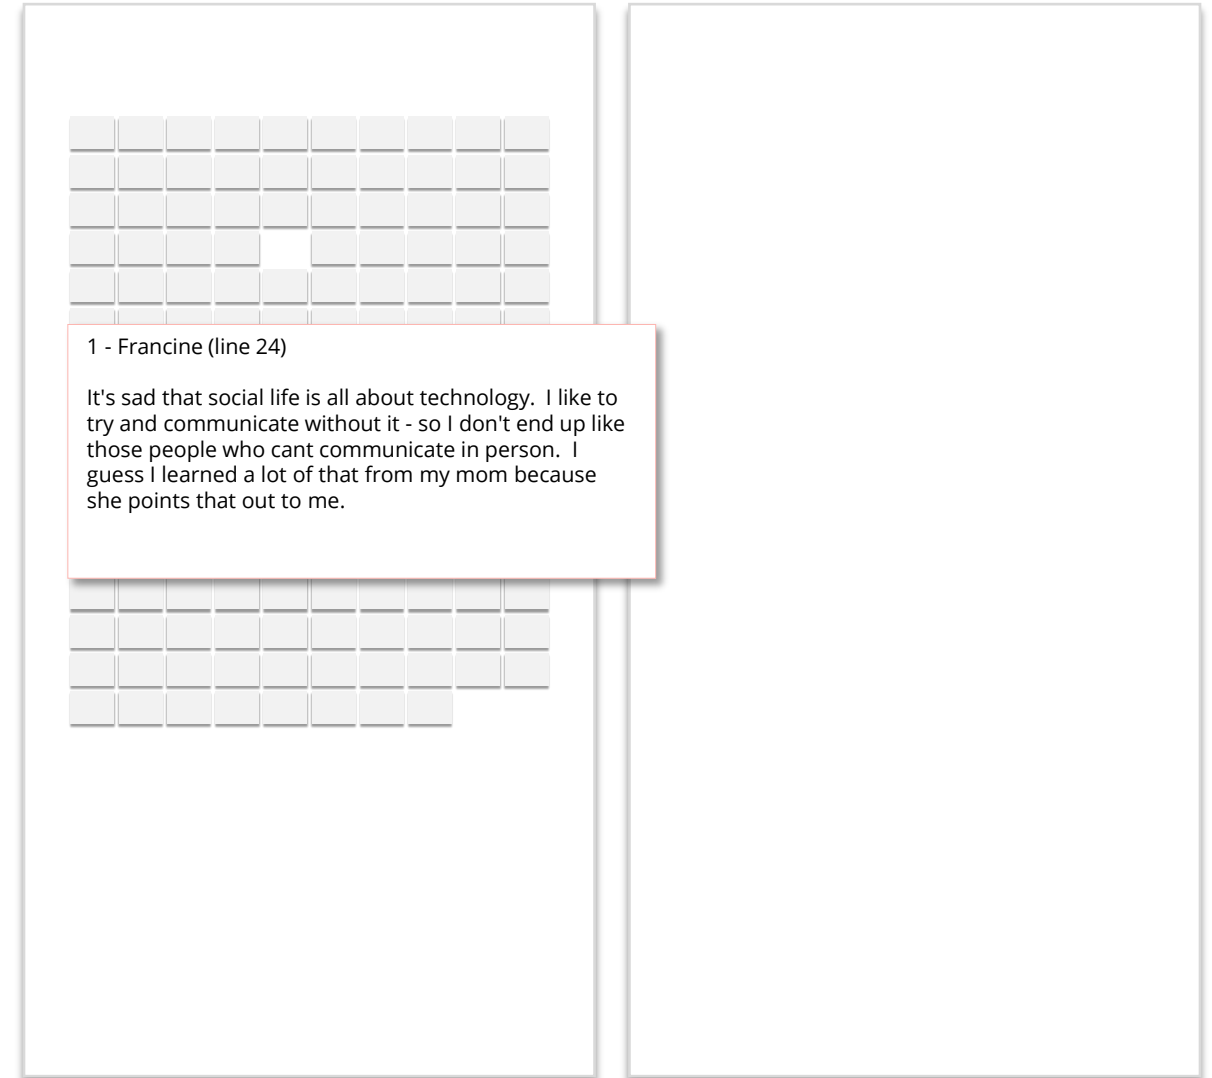 1 - Francine (line 24)
It's sad that social life is all about technology.  I like to
try and communicate without it - so I don't end up like
those people who cant communicate in person.  I
guess I learned a lot of that from my mom because
she points that out to me.